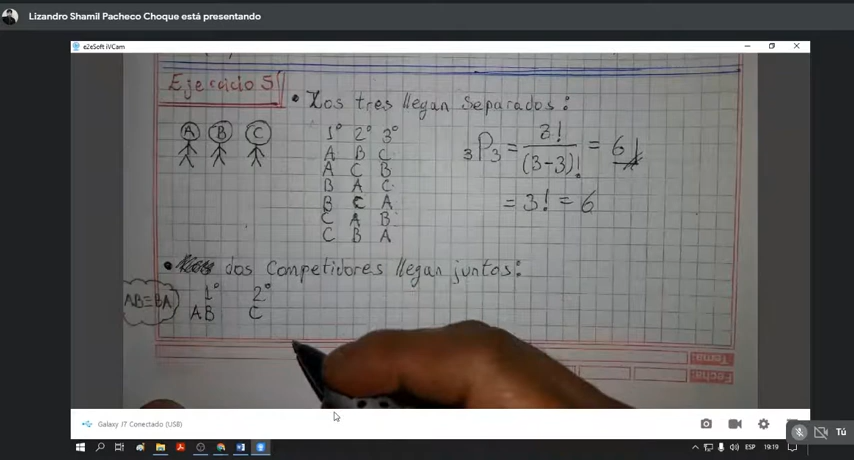 Lizandro Shamil Pacheco Choque está presentando
e2eSoft iVCam
Ejercicio 5
• Los tres llegan separados:
A B C
1° 2° 3°
A B C
A C B
B A C
B C A
C A B
C B A
3P3 = 3! / (3-3)! = 6
= 3! = 6
• dos competidores llegan juntos:
AB=BA
1° 2°
AB C
Tema:
Fecha:
Galaxy J7 Conectado (USB)
Tú
ESP 19:19